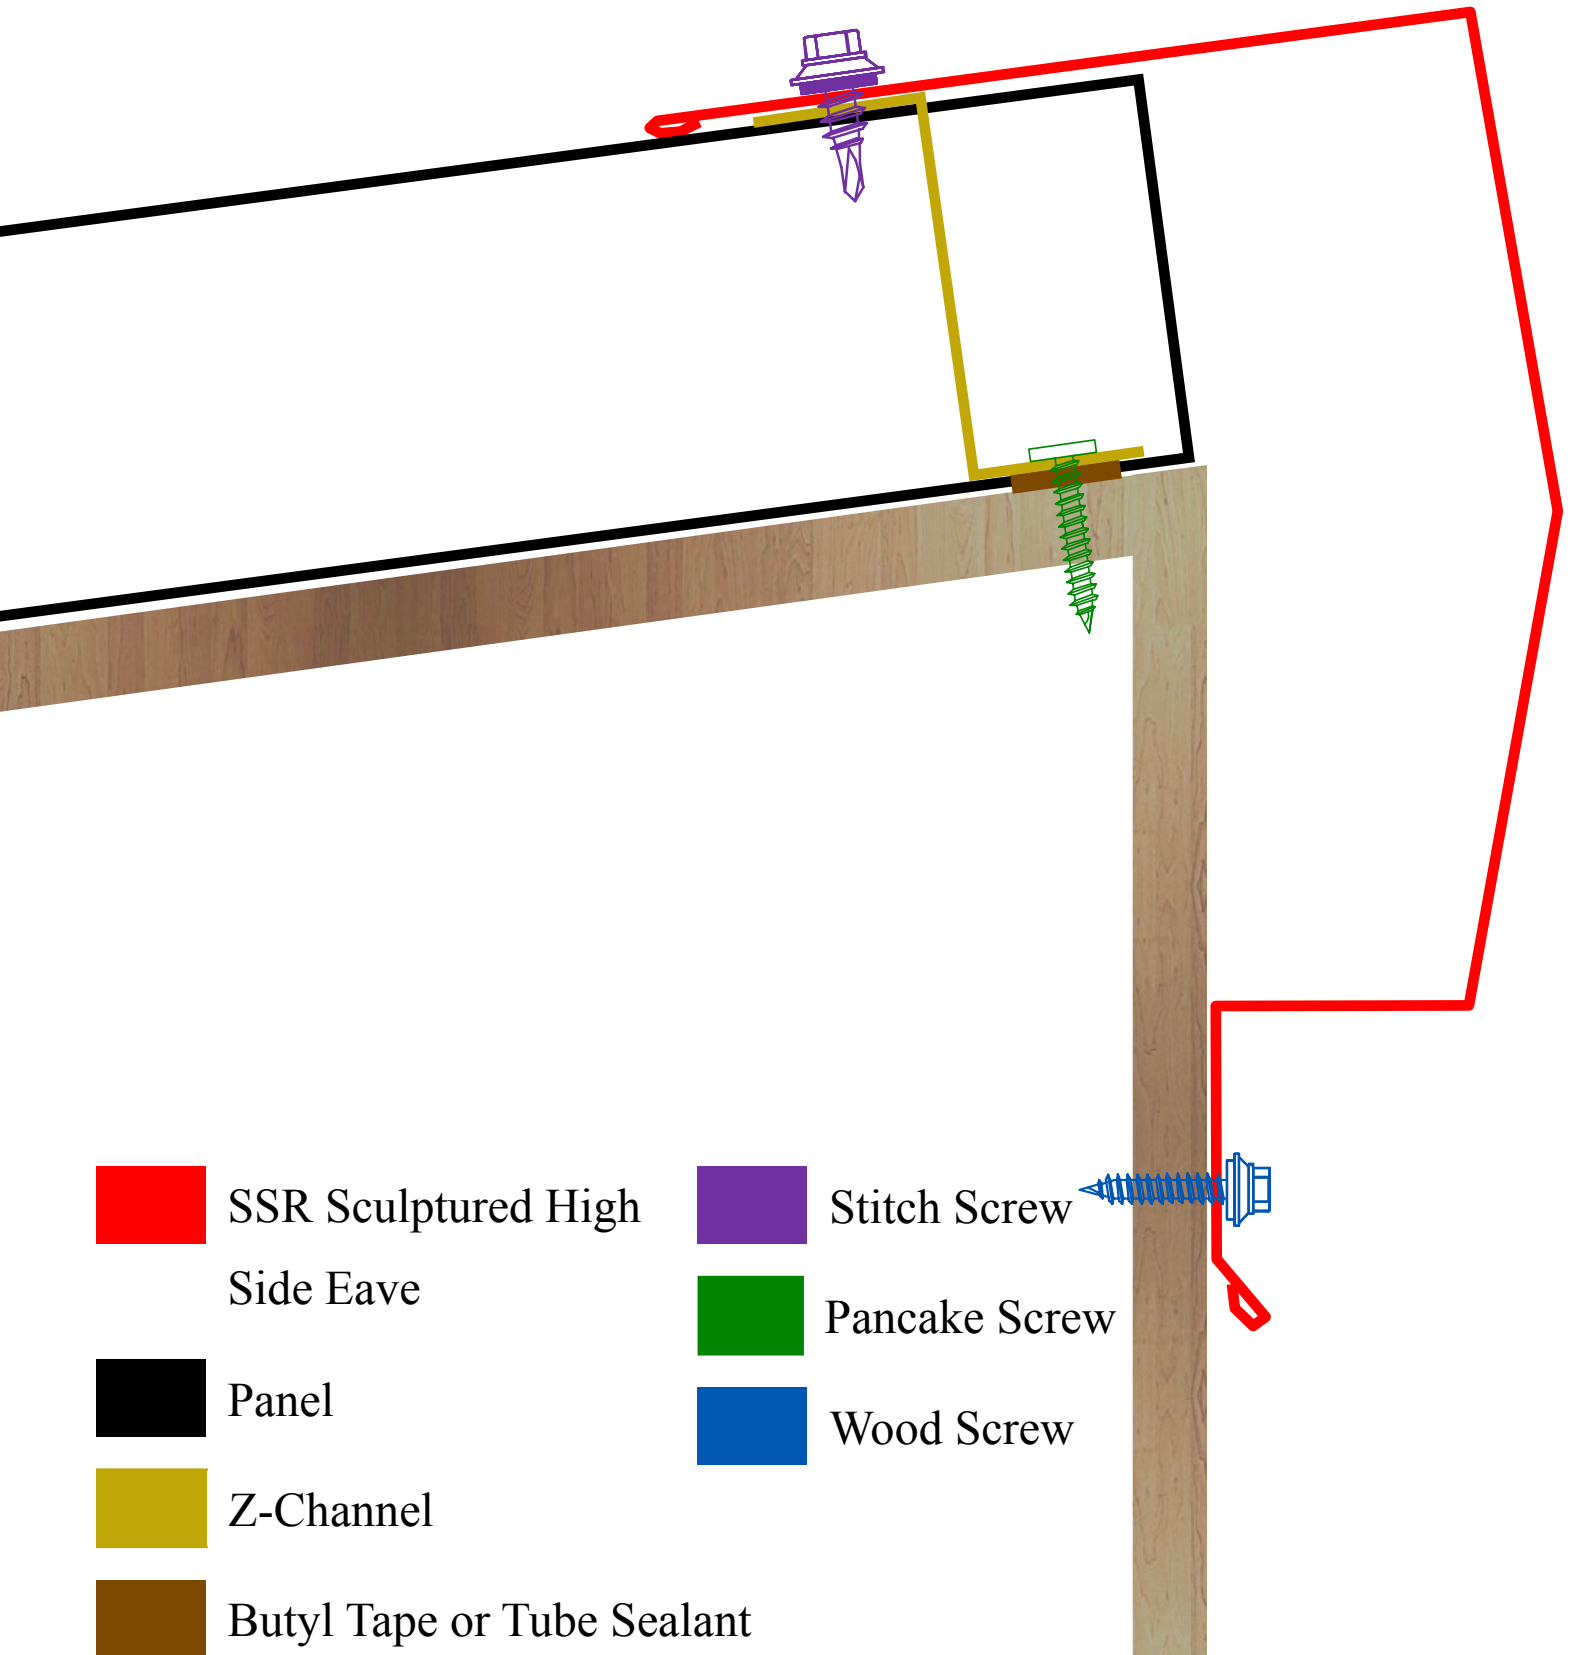 SSR Sculptured High
Side Eave
Panel
Z-Channel
Butyl Tape or Tube Sealant
Stitch Screw
Pancake Screw
Wood Screw